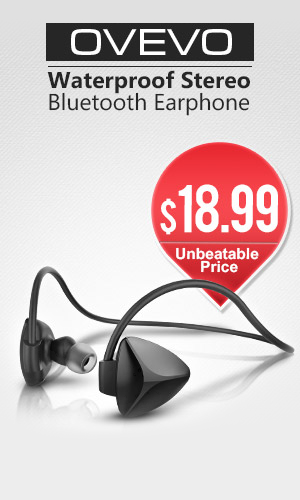 OVEVO
Waterproof Stereo
Bluetooth Earphone
$18.99
Unbeatable
Price